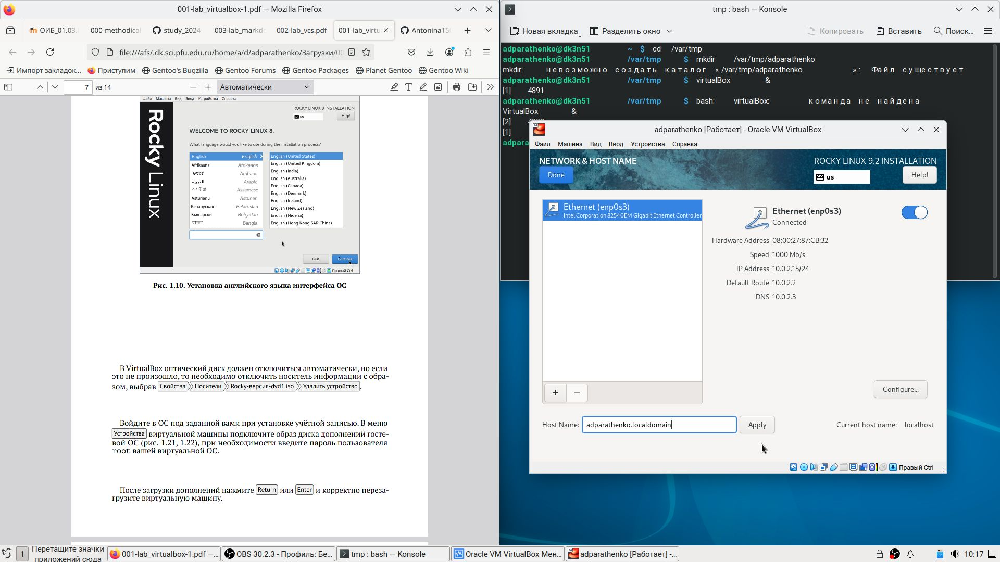 001-lab_virtualbox-1.pdf — Mozilla Firefox
ОИБ_01.03.0
000-methodical
study_2024-
003-lab_markdo
002-lab_vcs.pdf
001-lab_virtu
Antonina150
file:///afs/.dk.sci.pfu.edu.ru/home/a/d/adparathenko/Загрузки/00
Импорт закладок...
Приступим
Gentoo's Bugzilla
Gentoo Forums
Gentoo Packages
Planet Gentoo
Gentoo Wiki
7 из 14
Автоматически
Файл Машина Вид Ввод Устройства Справка
Rocky Linux
ROCKY LINUX 8 INSTALLATION
us
Help!
WELCOME TO ROCKY LINUX 8.
What language would you like to use during the installation process?
English English
Afrikaans Afrikaans
አማርኛ Amharic
العربية Arabic
অসমীয়া Assamese
Asturianu Asturian
Беларуская Belarusian
Български Bulgarian
বাংলা Bangla
English (United States)
English (United Kingdom)
English (India)
English (Australia)
English (Canada)
English (Denmark)
English (Ireland)
English (New Zealand)
English (Nigeria)
English (Hong Kong SAR China)
Quit
Continue
Правый Ctrl
Рис. 1.10. Установка английского языка интерфейса ОС
В VirtualBox оптический диск должен отключиться автоматически, но если
это не произошло, то необходимо отключить носитель информации с обра-
зом, выбрав Свойства Носители Rocky-версия-dvd1.iso Удалить устройство.
Войдите в ОС под заданной вами при установке учётной записью. В меню
Устройства виртуальной машины подключите образ диска дополнений госте-
вой ОС (рис. 1.21, 1.22), при необходимости введите пароль пользователя
root вашей виртуальной ОС.
После загрузки дополнений нажмите Return или Enter и корректно переза-
грузите виртуальную машину.
tmp : bash — Konsole
Новая вкладка
Разделить окно
Копировать
Вставить
Поиск...
adparathenko@dk3n51 ~ $ cd /var/tmp
adparathenko@dk3n51 /var/tmp $ mkdir /var/tmp/adparathenko
mkdir: невозможно создать каталог «/var/tmp/adparathenko»: Файл существует
adparathenko@dk3n51 /var/tmp $ virtualBox &
[1] 4891
adparathenko@dk3n51 /var/tmp $ bash: virtualBox: команда не найдена
VirtualBox &
[2]
[1]
adpara
adparathenko [Работает] - Oracle VM VirtualBox
Файл Машина Вид Ввод Устройства Справка
NETWORK & HOST NAME
Done
ROCKY LINUX 9.2 INSTALLATION
us
Help!
Ethernet (enp0s3)
Intel Corporation 82540EM Gigabit Ethernet Controller
Ethernet (enp0s3)
Connected
Hardware Address 08:00:27:87:CB:32
Speed 1000 Mb/s
IP Address 10.0.2.15/24
Default Route 10.0.2.2
DNS 10.0.2.3
+ −
Configure...
Host Name: adparathenko.localdomain
Apply
Current host name: localhost
Правый Ctrl
1
Перетащите значки
приложений сюда
001-lab_virtualbox-1.pdf —...
OBS 30.2.3 - Профиль: Бе...
tmp : bash — Konsole
Oracle VM VirtualBox Мен...
adparathenko [Работает] -...
10:17